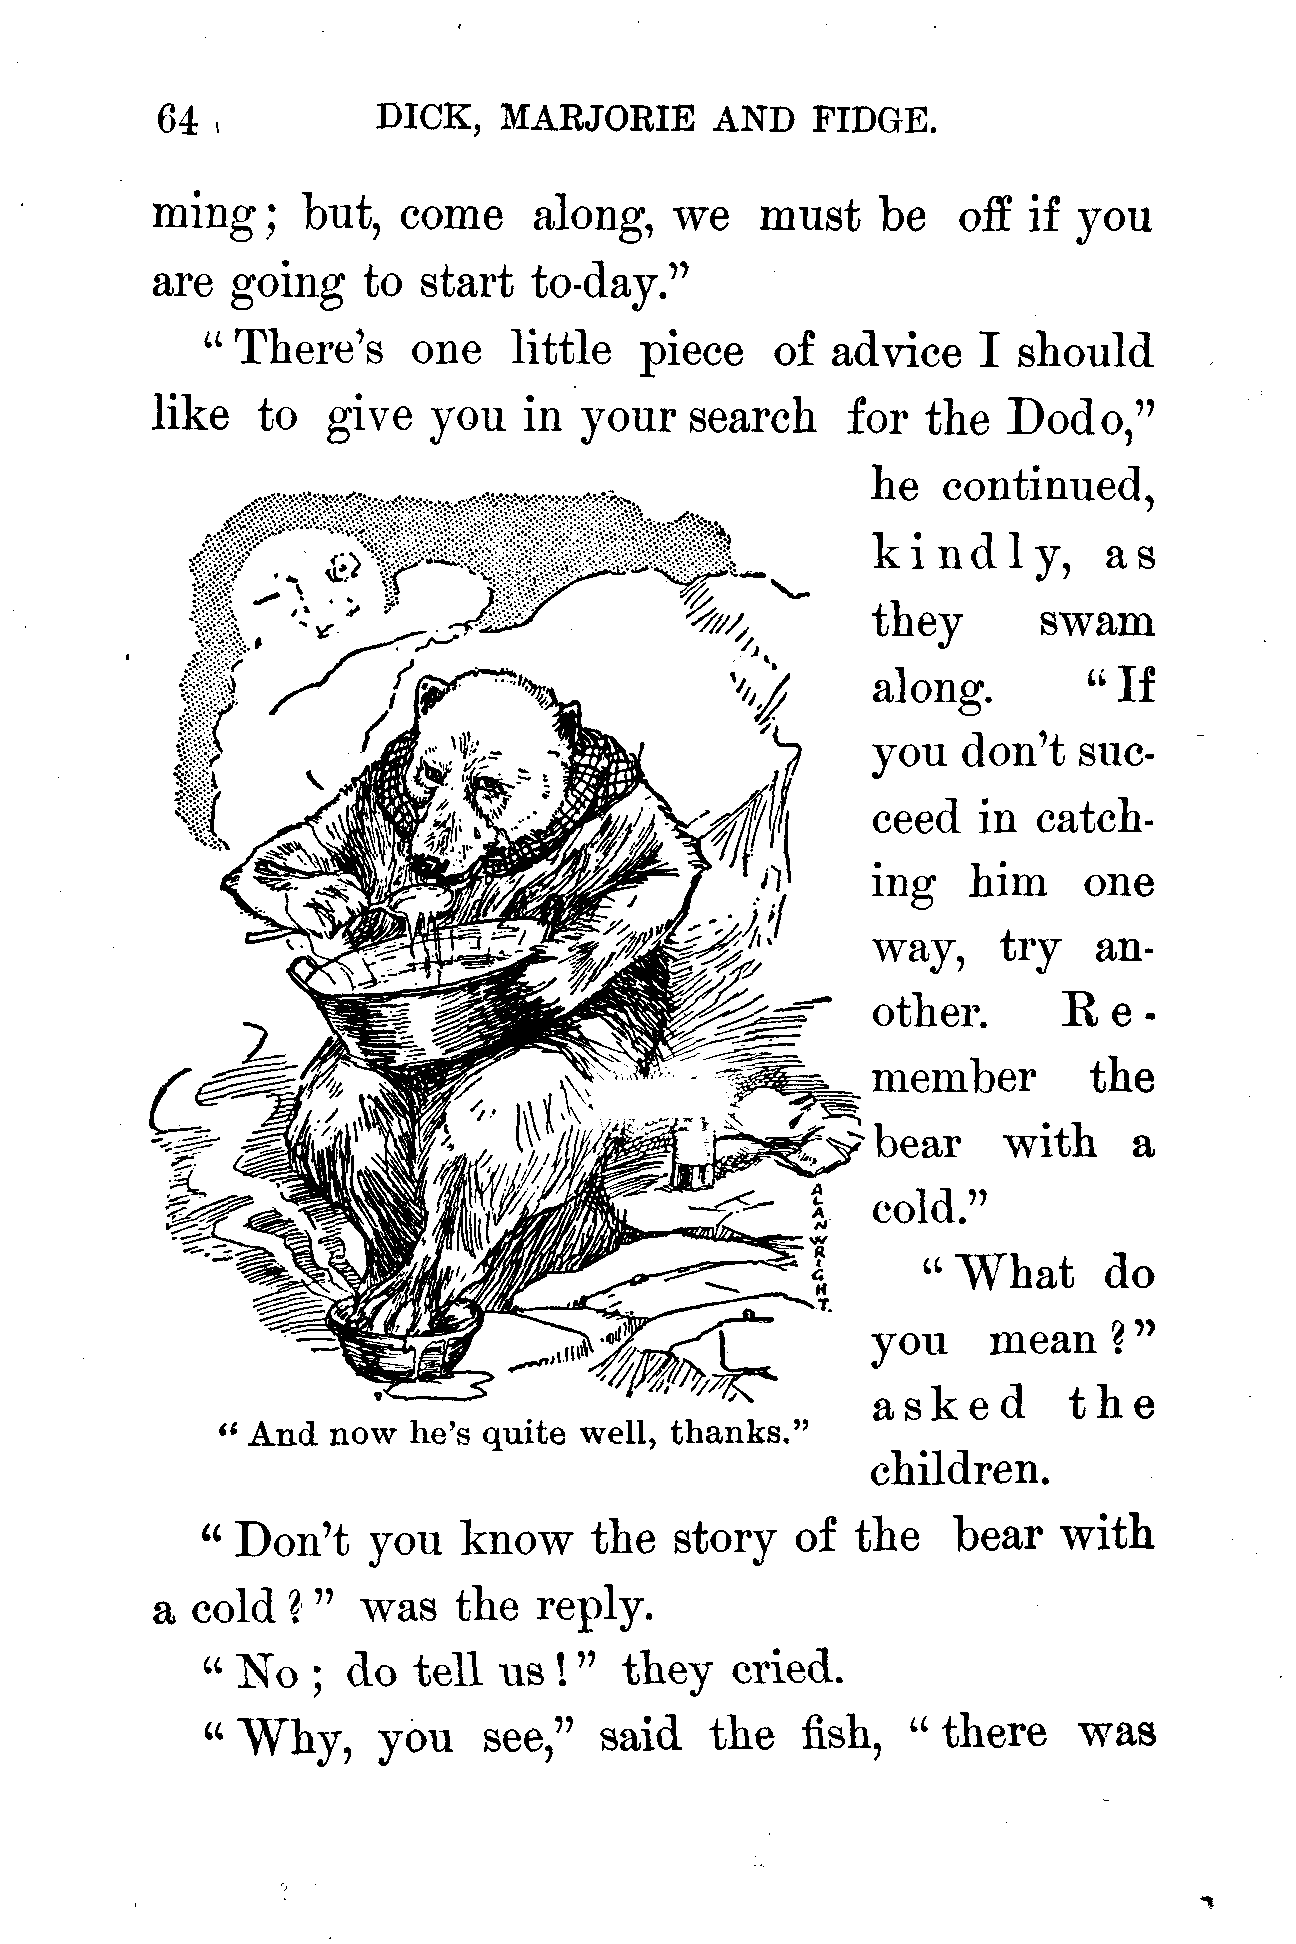 64 DICK, MARJORIE AND FIDGE.
ming; but, come along, we must be off if you
are going to start to-day."
"There's one little piece of advice I should
like to give you in your search for the Dodo,"
he continued,
kindly, as
they swam
along. "If
you don't suc-
ceed in catch-
ing him one
way, try an-
other. Re-
member the
bear with a
cold."
"What do
you mean?"
asked the
children.
ALAN WRIGHT.
"And now he's quite well, thanks."
"Don't you know the story of the bear with
a cold?" was the reply.
"No; do tell us!" they cried.
"Why, you see," said the fish, "there was